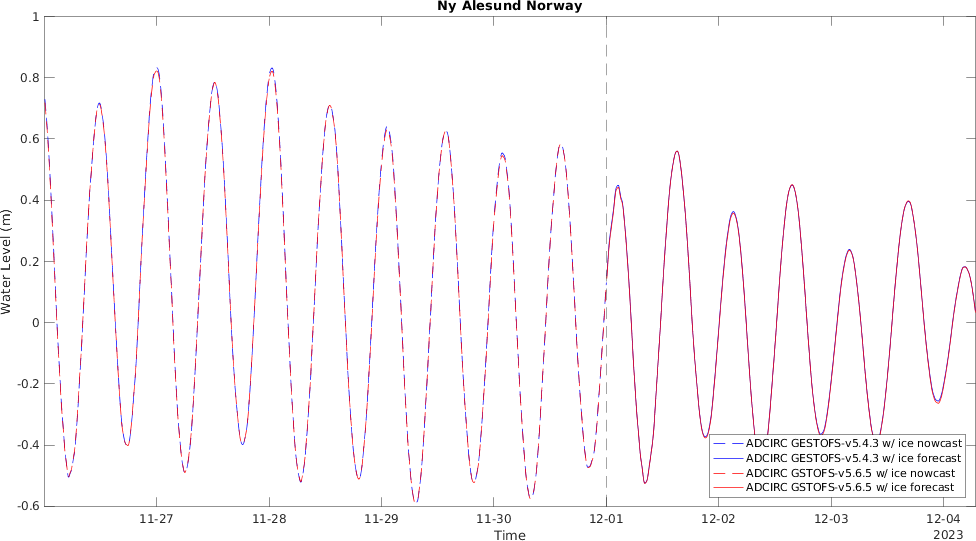 Ny Alesund Norway
1
0.8
0.6
0.4
0.2
0
-0.2
-0.4
-0.6
Water Level (m)
11-27 11-28 11-29 11-30 12-01 12-02 12-03 12-04
Time
2023
ADCIRC GESTOFS-v5.4.3 w/ ice nowcast
ADCIRC GESTOFS-v5.4.3 w/ ice forecast
ADCIRC GSTOFS-v5.6.5 w/ ice nowcast
ADCIRC GSTOFS-v5.6.5 w/ ice forecast